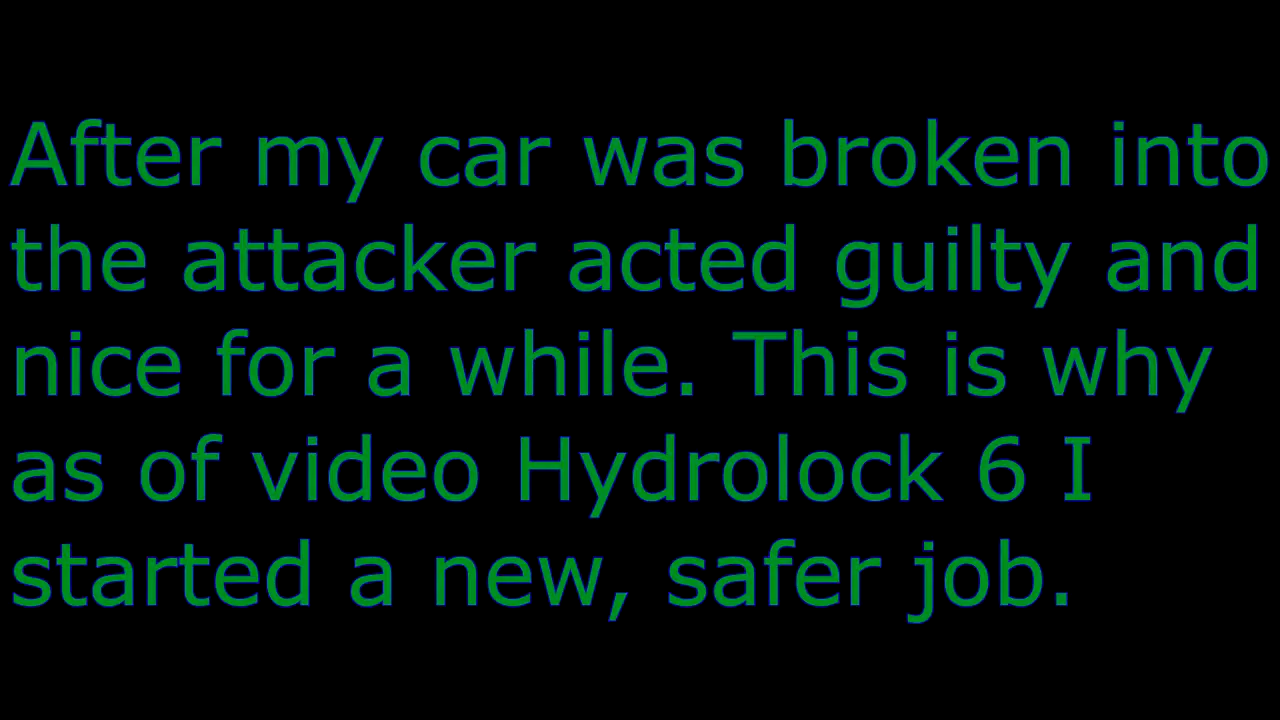 After my car was broken into
the attacker acted guilty and
nice for a while. This is why
as of video Hydrolock 6 I
started a new, safer job.